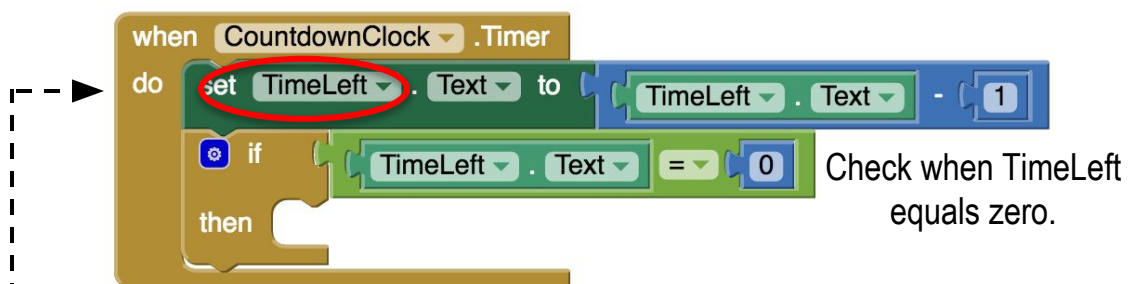 when CountdownClock .Timer
do set TimeLeft . Text to TimeLeft . Text - 1
if TimeLeft . Text = 0
Check when TimeLeft
equals zero.
then